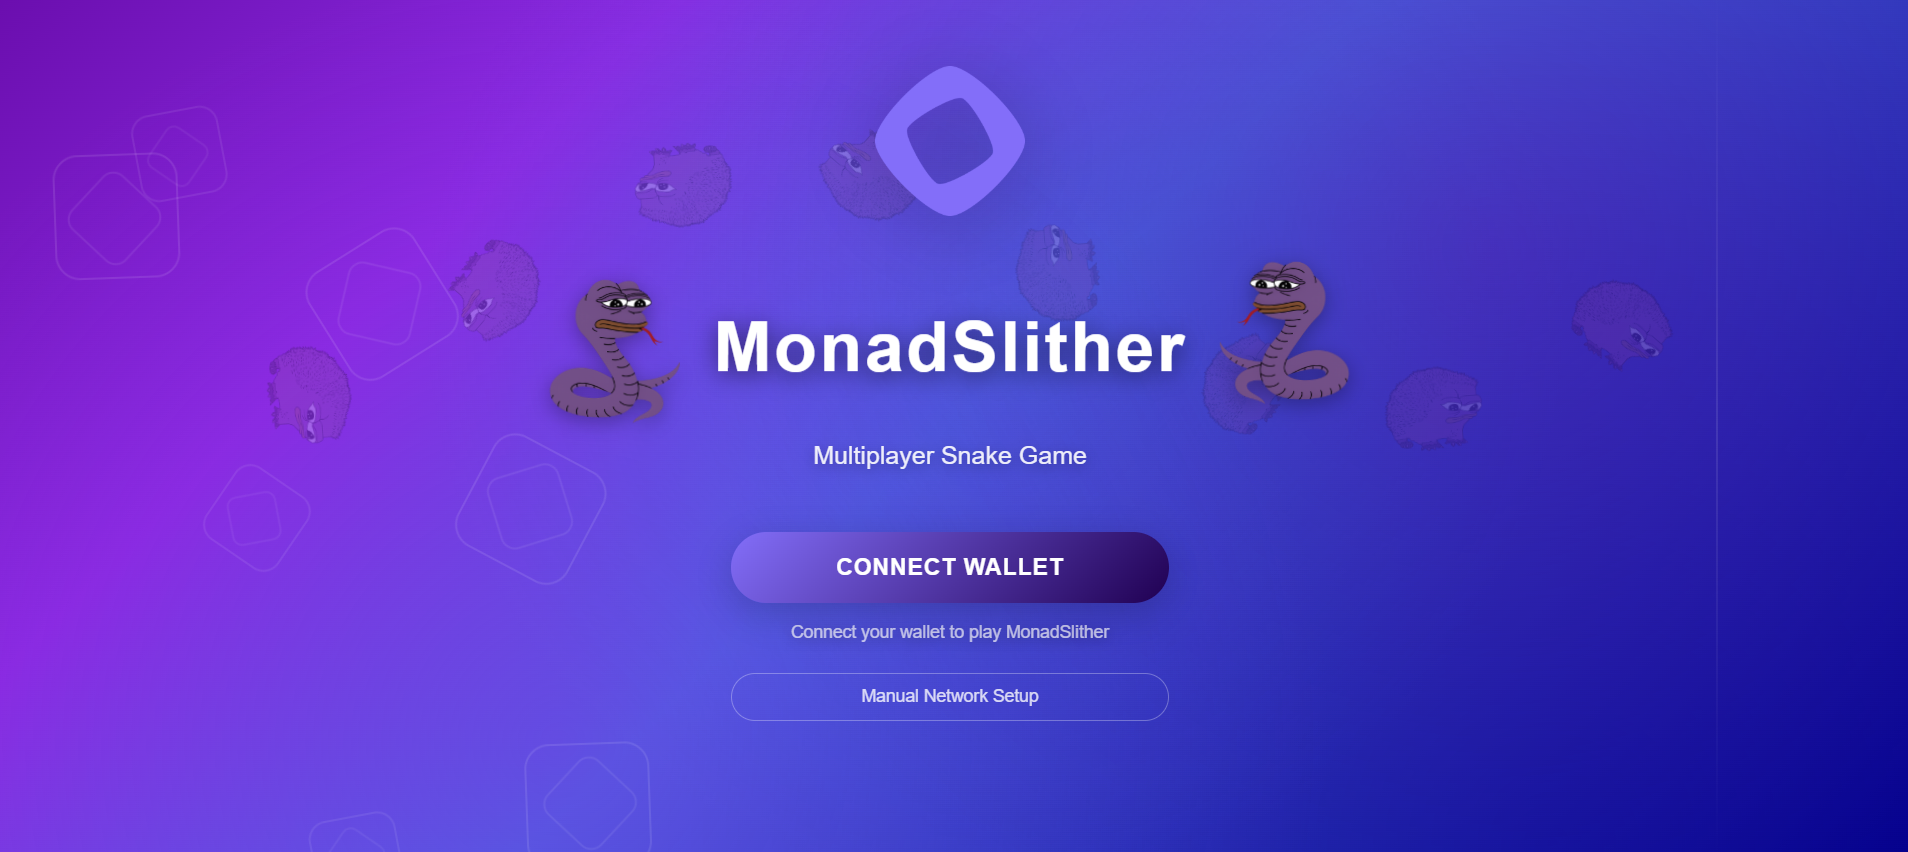 MonadSlither
Multiplayer Snake Game
CONNECT WALLET
Connect your wallet to play MonadSlither
Manual Network Setup